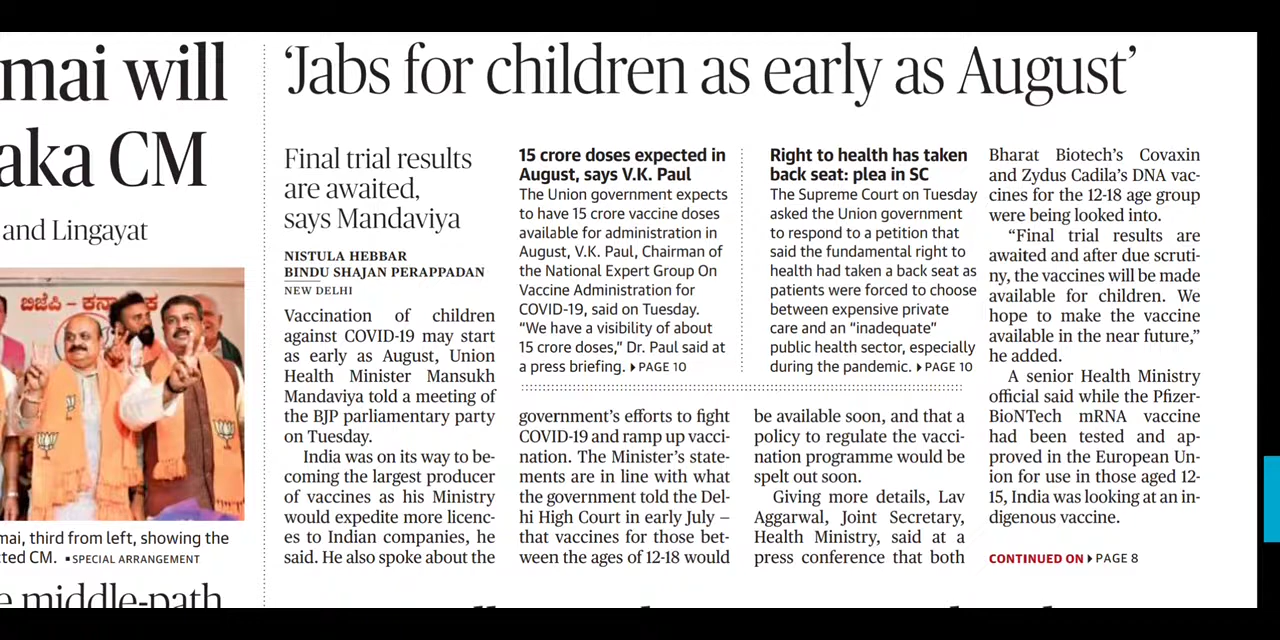 mai will
aka CM
and Lingayat
ಬಿಜೆಪಿ – ಕರ್ನಾ
mai, third from left, showing the
ted CM. ▪SPECIAL ARRANGEMENT
e middle-path
‘Jabs for children as early as August’
Final trial results
are awaited,
says Mandaviya
NISTULA HEBBAR
BINDU SHAJAN PERAPPADAN
NEW DELHI
Vaccination of children
against COVID-19 may start
as early as August, Union
Health Minister Mansukh
Mandaviya told a meeting of
the BJP parliamentary party
on Tuesday.
India was on its way to be-
coming the largest producer
of vaccines as his Ministry
would expedite more licenc-
es to Indian companies, he
said. He also spoke about the
15 crore doses expected in
August, says V.K. Paul
The Union government expects
to have 15 crore vaccine doses
available for administration in
August, V.K. Paul, Chairman of
the National Expert Group On
Vaccine Administration for
COVID-19, said on Tuesday.
“We have a visibility of about
15 crore doses,” Dr. Paul said at
a press briefing. ▸ PAGE 10
Right to health has taken
back seat: plea in SC
The Supreme Court on Tuesday
asked the Union government
to respond to a petition that
said the fundamental right to
health had taken a back seat as
patients were forced to choose
between expensive private
care and an “inadequate”
public health sector, especially
during the pandemic. ▸ PAGE 10
government’s efforts to fight
COVID-19 and ramp up vacci-
nation. The Minister’s state-
ments are in line with what
the government told the Del-
hi High Court in early July –
that vaccines for those bet-
ween the ages of 12-18 would
be available soon, and that a
policy to regulate the vacci-
nation programme would be
spelt out soon.
Giving more details, Lav
Aggarwal, Joint Secretary,
Health Ministry, said at a
press conference that both
Bharat Biotech’s Covaxin
and Zydus Cadila’s DNA vac-
cines for the 12-18 age group
were being looked into.
“Final trial results are
awaited and after due scruti-
ny, the vaccines will be made
available for children. We
hope to make the vaccine
available in the near future,”
he added.
A senior Health Ministry
official said while the Pfizer-
BioNTech mRNA vaccine
had been tested and ap-
proved in the European Un-
ion for use in those aged 12-
15, India was looking at an in-
digenous vaccine.
CONTINUED ON ▸ PAGE 8